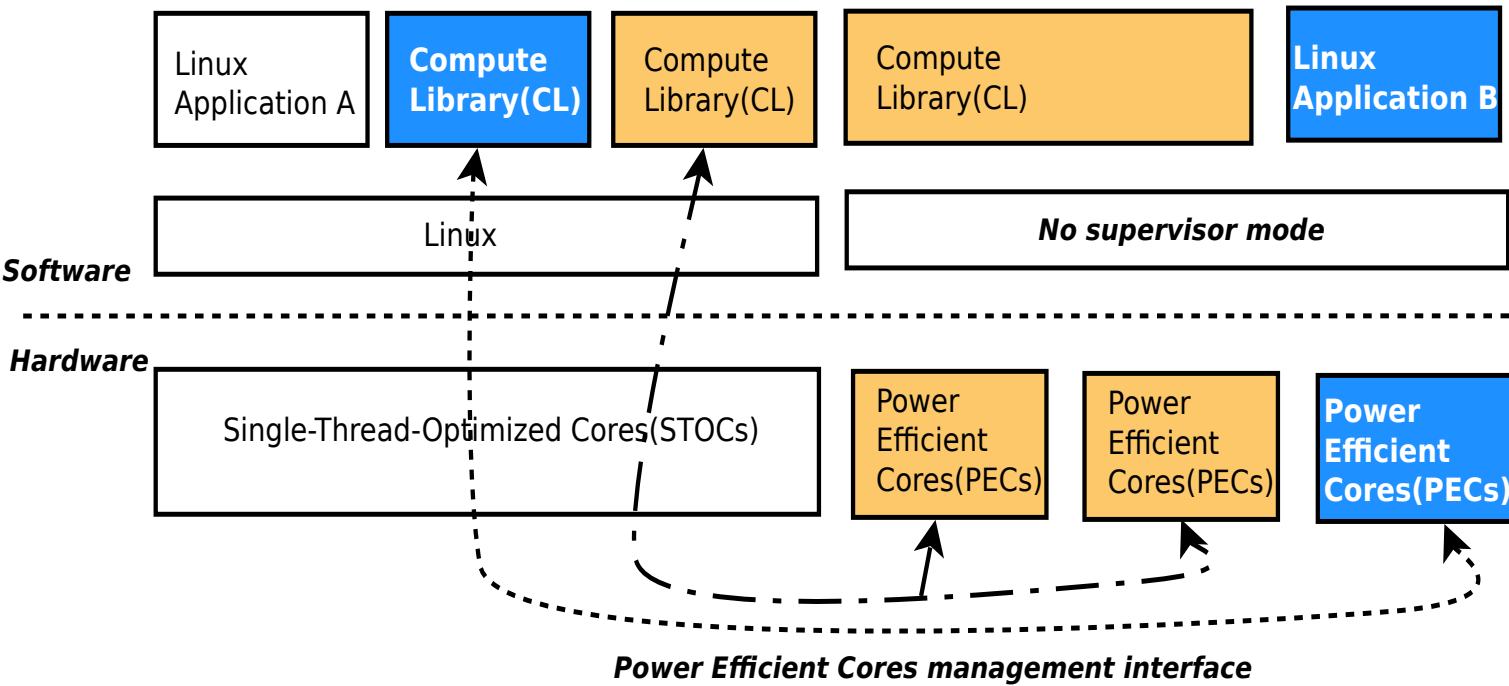 Linux
Application A
Compute
Library(CL)
Compute
Library(CL)
Compute
Library(CL)
Linux
Application B
Linux
No supervisor mode
Software
Hardware
Single-Thread-Optimized Cores(STOCs)
Power
Efficient
Cores(PECs)
Power
Efficient
Cores(PECs)
Power
Efficient
Cores(PECs)
Power Efficient Cores management interface